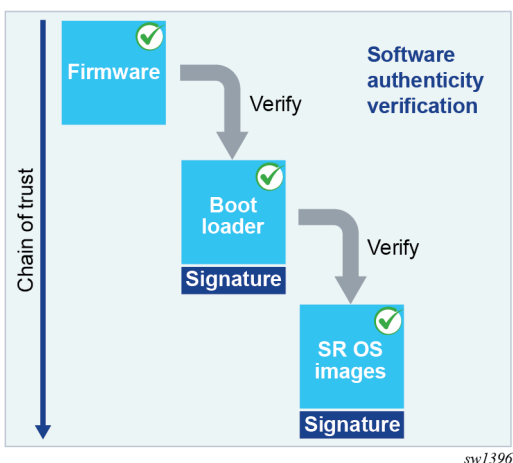 Firmware
Software
authenticity
verification
Verify
Boot
loader
Signature
Verify
SR OS
images
Signature
Chain of trust
sw1396